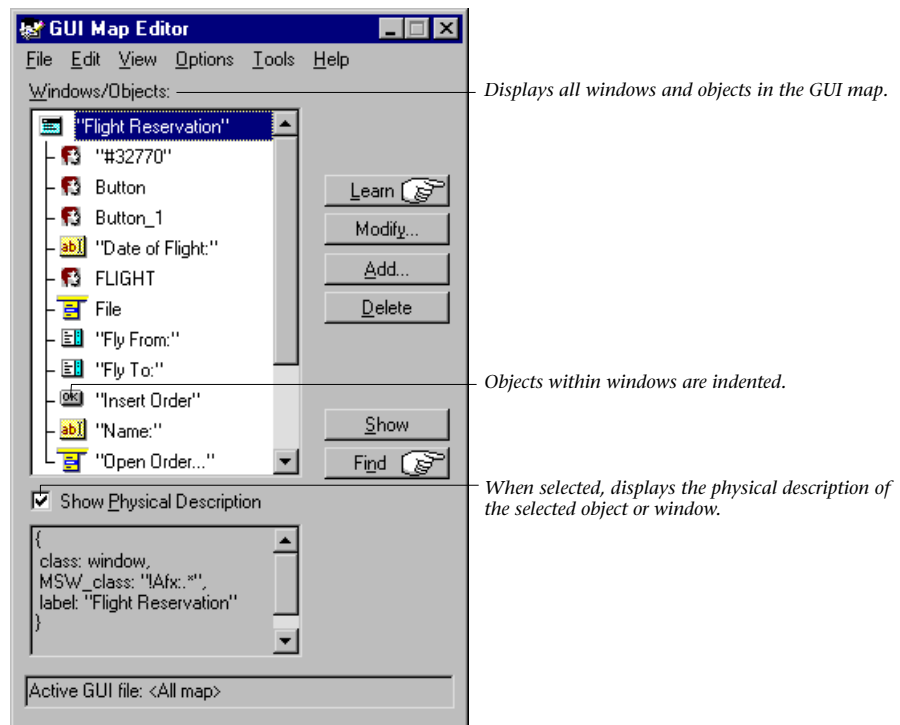 GUI Map Editor
File Edit View Options Tools Help
Windows/Objects:
Displays all windows and objects in the GUI map.
"Flight Reservation"
"#32770"
Button
Button_1
"Date of Flight:"
FLIGHT
File
"Fly From:"
"Fly To:"
"Insert Order"
"Name:"
"Open Order..."
Learn
Modify...
Add...
Delete
Objects within windows are indented.
Show
Find
Show Physical Description
When selected, displays the physical description of
the selected object or window.
{
class: window,
MSW_class: "!Afx:.*",
label: "Flight Reservation"
}
Active GUI file: <All map>